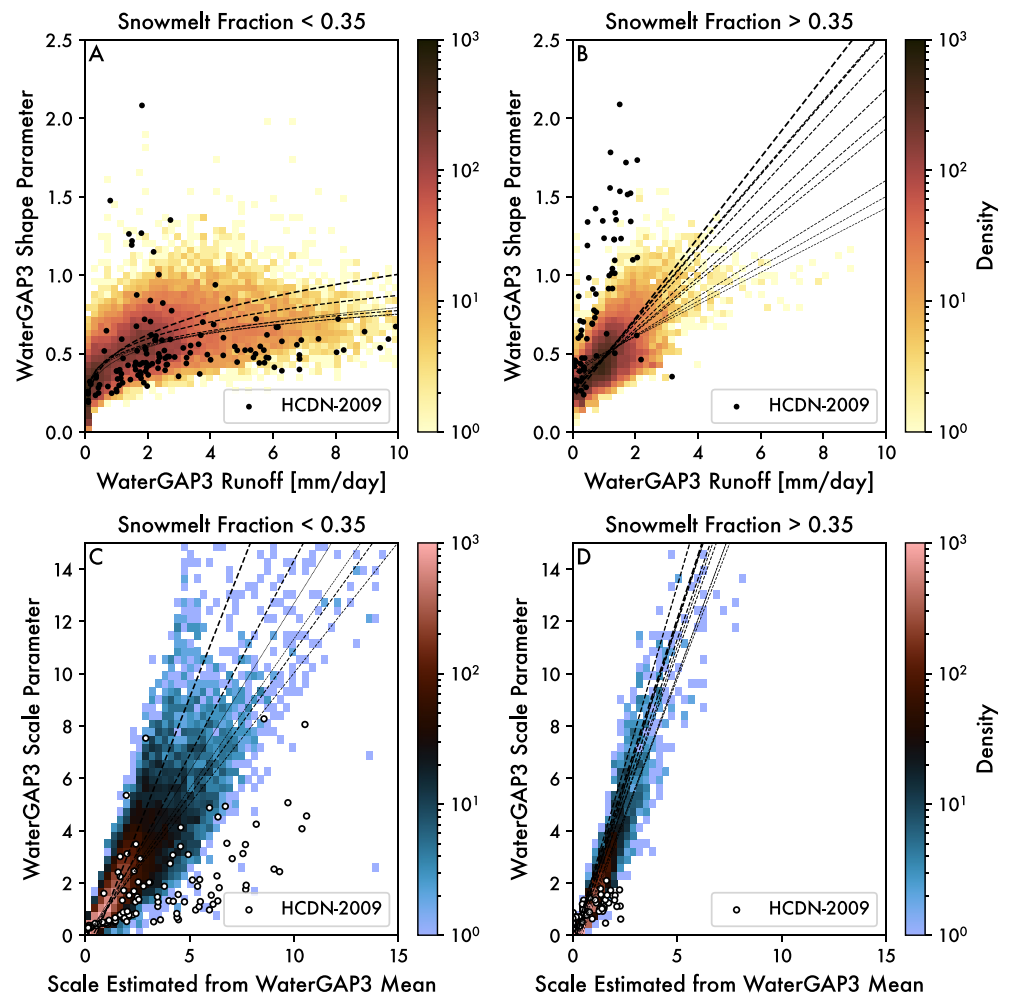 Snowmelt Fraction < 0.35
Snowmelt Fraction > 0.35
A
B
2.5
2.0
1.5
1.0
0.5
0.0
WaterGAP3 Shape Parameter
0 2 4 6 8 10
WaterGAP3 Runoff [mm/day]
HCDN-2009
10³
10²
10¹
10⁰
2.5
2.0
1.5
1.0
0.5
0.0
WaterGAP3 Shape Parameter
0 2 4 6 8 10
WaterGAP3 Runoff [mm/day]
HCDN-2009
10³
10²
10¹
10⁰
Density
Snowmelt Fraction < 0.35
Snowmelt Fraction > 0.35
C
D
14
12
10
8
6
4
2
0
WaterGAP3 Scale Parameter
0 5 10 15
Scale Estimated from WaterGAP3 Mean
HCDN-2009
10³
10²
10¹
10⁰
14
12
10
8
6
4
2
0
WaterGAP3 Scale Parameter
0 5 10 15
Scale Estimated from WaterGAP3 Mean
HCDN-2009
10³
10²
10¹
10⁰
Density